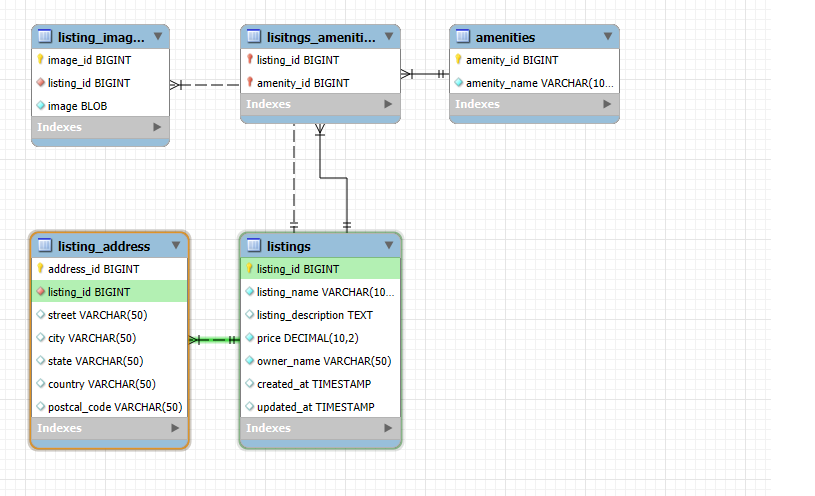 listing_imag...
image_id BIGINT
listing_id BIGINT
image BLOB
Indexes
lisitngs_ameniti...
listing_id BIGINT
amenity_id BIGINT
Indexes
amenities
amenity_id BIGINT
amenity_name VARCHAR(10...
Indexes
listing_address
address_id BIGINT
listing_id BIGINT
street VARCHAR(50)
city VARCHAR(50)
state VARCHAR(50)
country VARCHAR(50)
postcal_code VARCHAR(50)
Indexes
listings
listing_id BIGINT
listing_name VARCHAR(10...
listing_description TEXT
price DECIMAL(10,2)
owner_name VARCHAR(50)
created_at TIMESTAMP
updated_at TIMESTAMP
Indexes